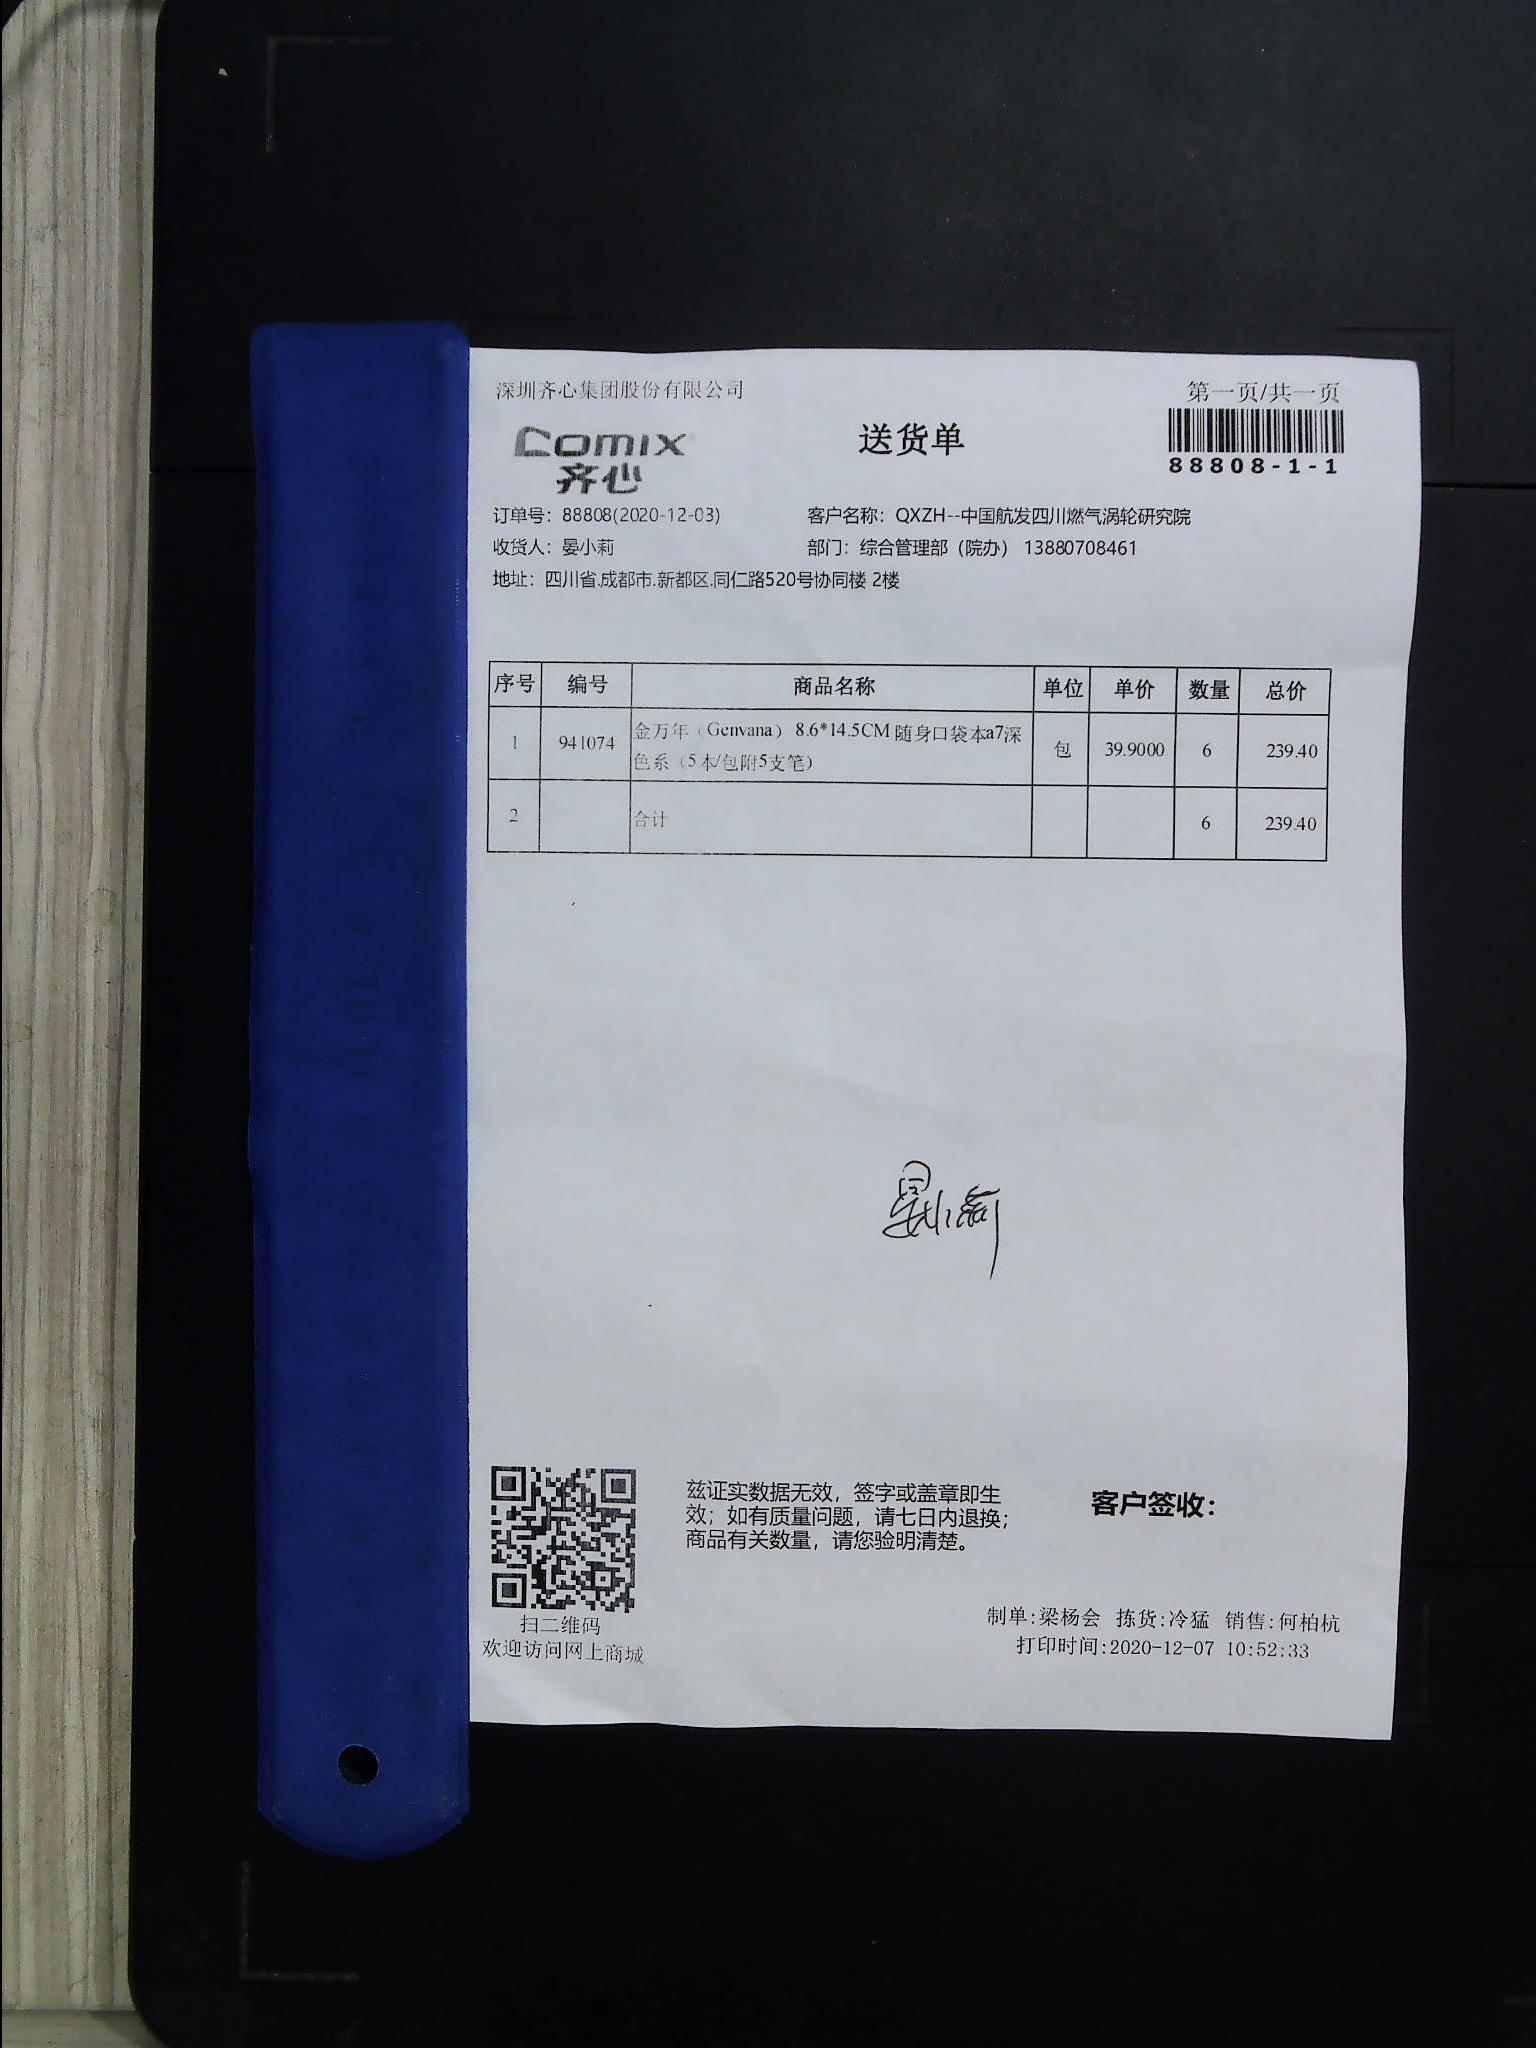 深圳齐心集团股份有限公司
第一页/共一页
comix
齐心
送货单
88808-1-1
订单号：88808(2020-12-03)
客户名称：QXZH--中国航发四川燃气涡轮研究院
收货人：晏小莉
部门：综合管理部（院办） 13880708461
地址：四川省.成都市.新都区.同仁路520号协同楼 2楼
序号 编号 商品名称 单位 单价 数量 总价
1 941074 金万年（Genvana） 8.6*14.5CM 随身口袋本a7深 包 39.9000 6 239.40
色系（5本/包附5支笔）
2 合计 6 239.40
晏小莉
兹证实数据无效，签字或盖章即生
效；如有质量问题，请七日内退换；
商品有关数量，请您验明清楚。
客户签收：
扫二维码
欢迎访问网上商城
制单:梁杨会 拣货:冷猛 销售:何柏杭
打印时间:2020-12-07 10:52:33